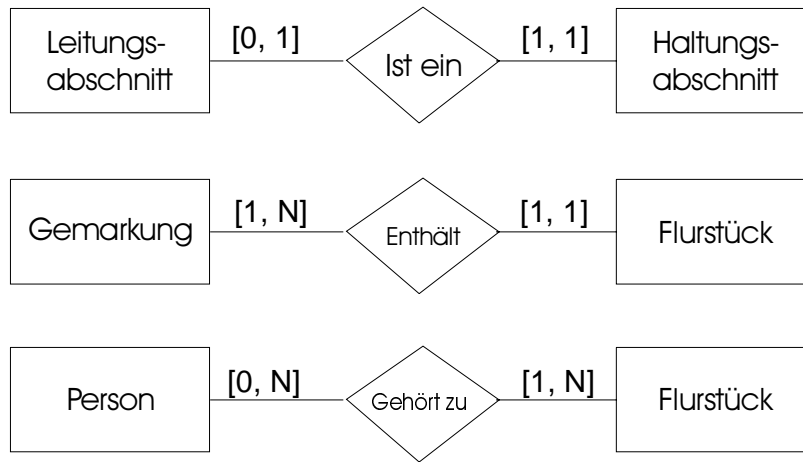 Leitungs-
abschnitt
[0, 1]
Ist ein
[1, 1]
Haltungs-
abschnitt
Gemarkung
[1, N]
Enthält
[1, 1]
Flurstück
Person
[0, N]
Gehört zu
[1, N]
Flurstück